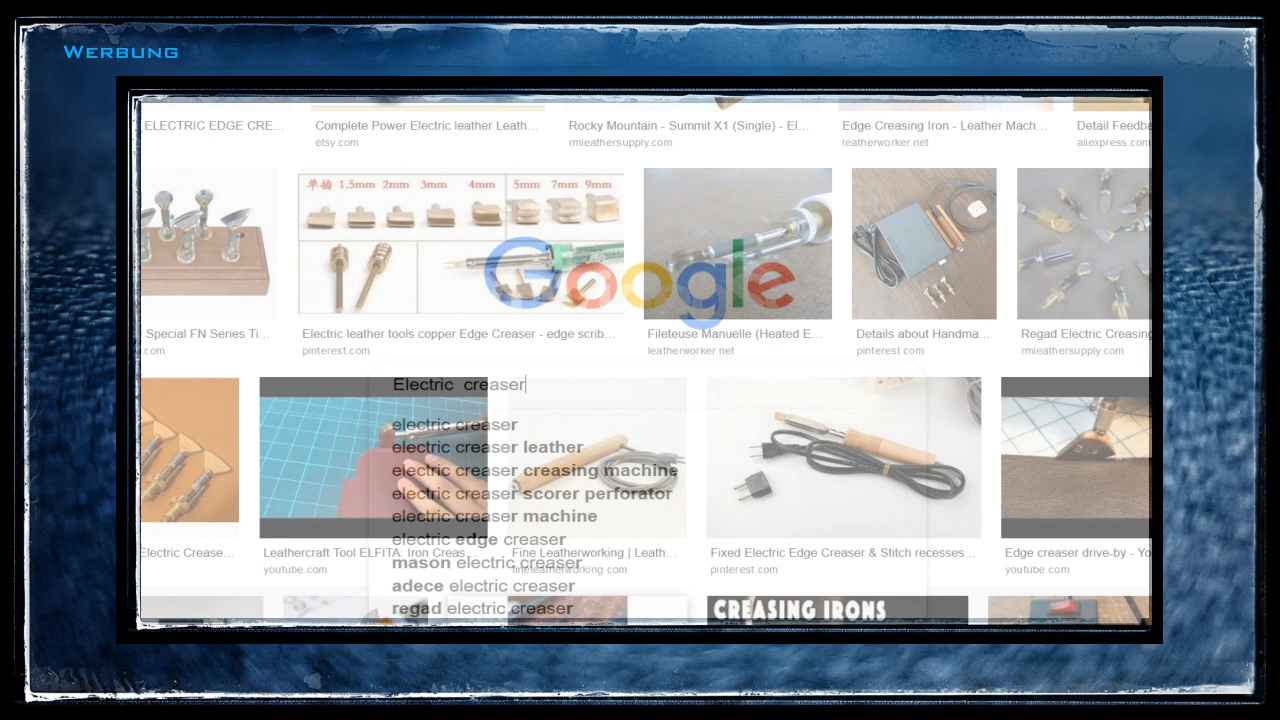 WERBUNG
ELECTRIC EDGE CRE...
Complete Power Electric leather Leath...
Rocky Mountain - Summit X1 (Single) - El...
Edge Creasing Iron - Leather Mach...
Detail Feedba
etsy.com
rmleathersupply.com
leatherworker.net
aliexpress.com
单插 1.5mm 2mm 3mm 4mm 5mm 7mm 9mm
Google
Special FN Series Ti...
Electric leather tools copper Edge Creaser - edge scrib...
Fileteuse Manuelle (Heated E...
Details about Handma...
Regad Electric Creasing
.com
pinterest.com
leatherworker.net
pinterest.com
rmleathersupply.com
Electric creaser
electric creaser
electric creaser leather
electric creaser creasing machine
electric creaser scorer perforator
electric creaser machine
electric edge creaser
Electric Crease...
Leathercraft Tool ELFITA: Iron Creas...
Fine Leatherworking | Leath...
Fixed Electric Edge Creaser & Stitch recesses...
Edge creaser drive-by - Yo
mason electric creaser
youtube.com
fineleatherworking.com
pinterest.com
youtube.com
adece electric creaser
regad electric creaser
CREASING IRONS